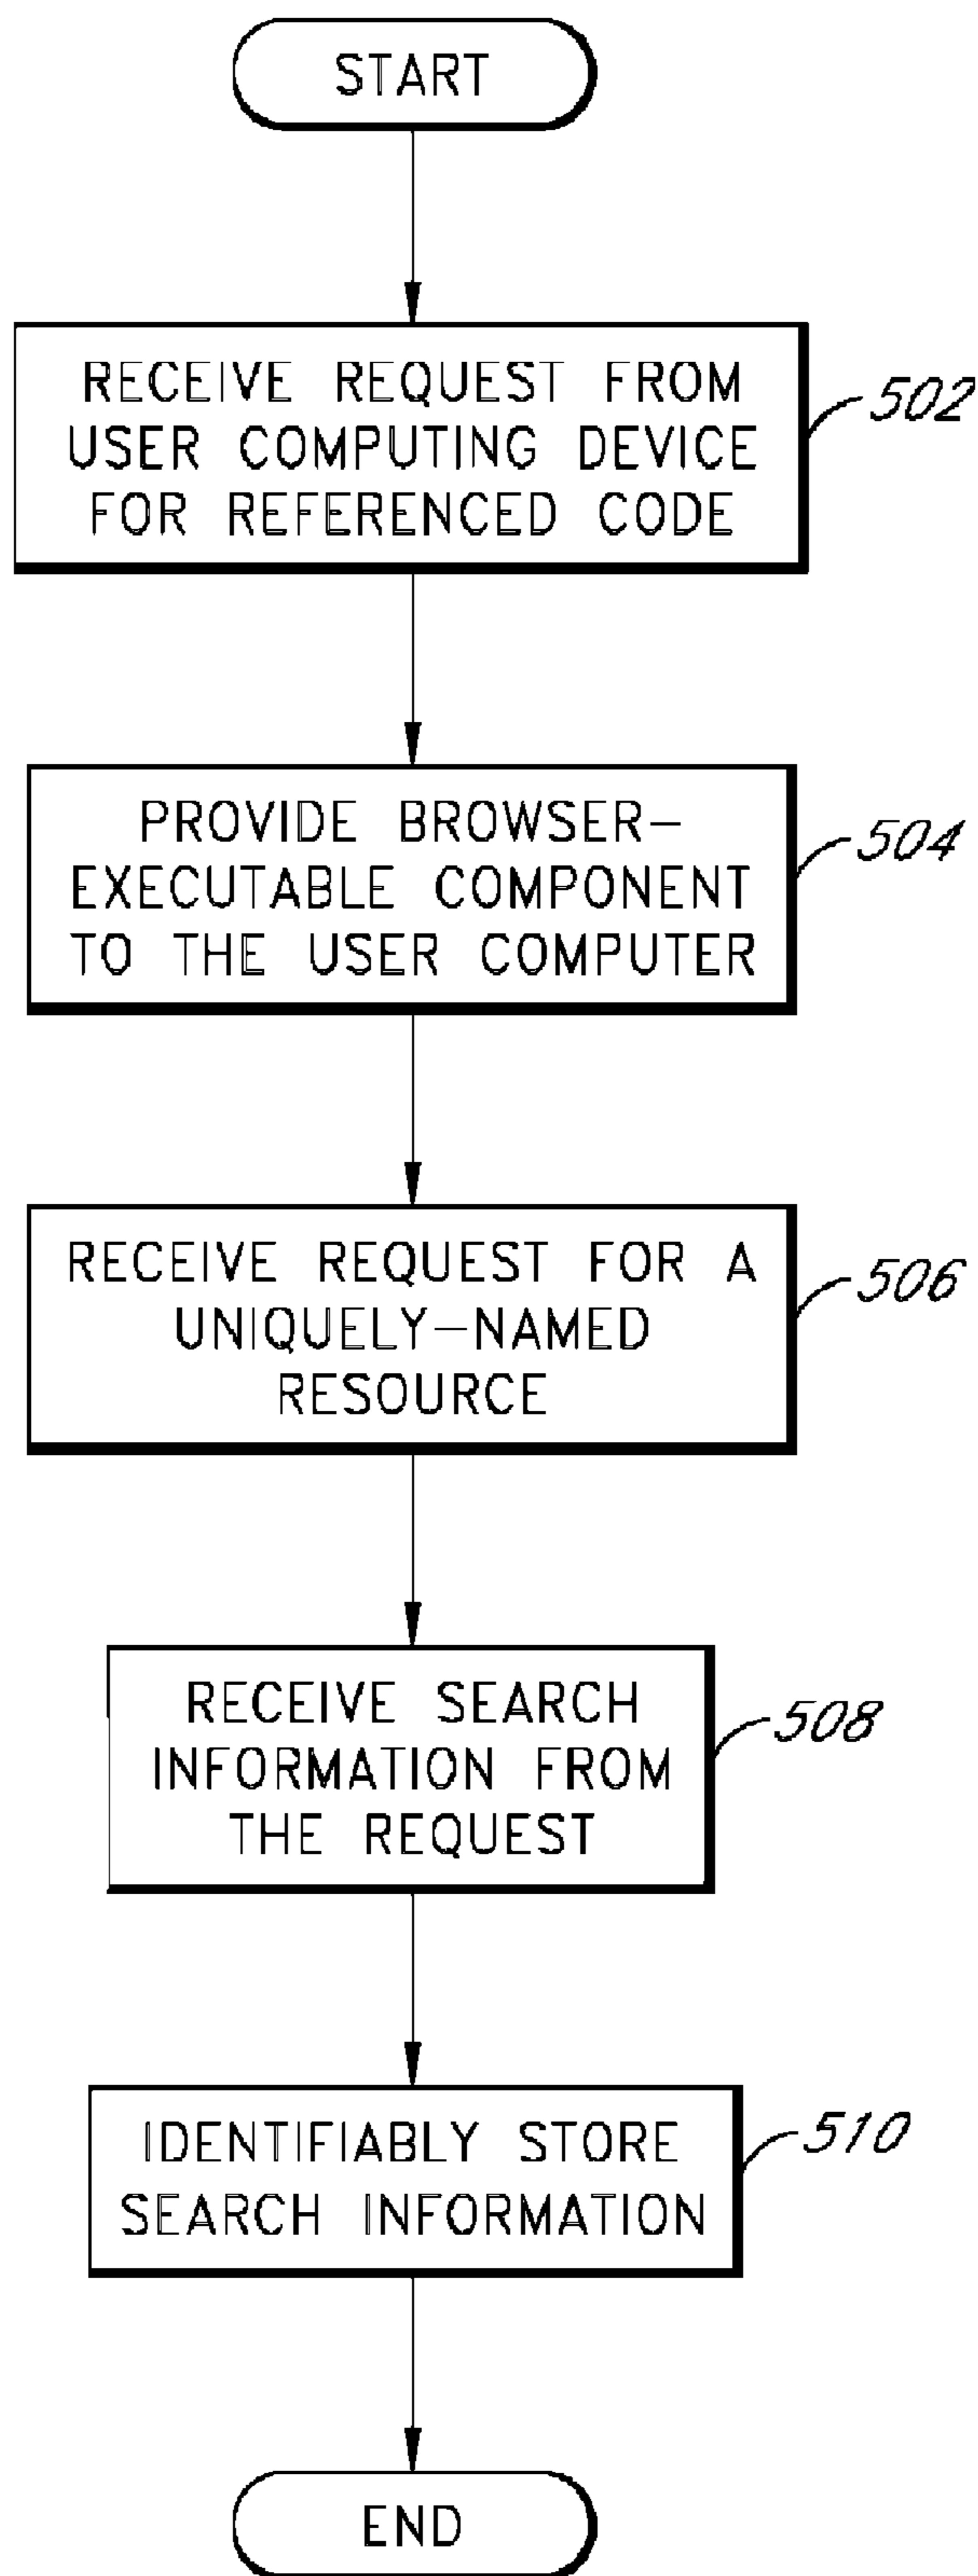 START
RECEIVE REQUEST FROM
USER COMPUTING DEVICE
FOR REFERENCED CODE
502
PROVIDE BROWSER-
EXECUTABLE COMPONENT
TO THE USER COMPUTER
504
RECEIVE REQUEST FOR A
UNIQUELY-NAMED
RESOURCE
506
RECEIVE SEARCH
INFORMATION FROM
THE REQUEST
508
IDENTIFIABLY STORE
SEARCH INFORMATION
510
END